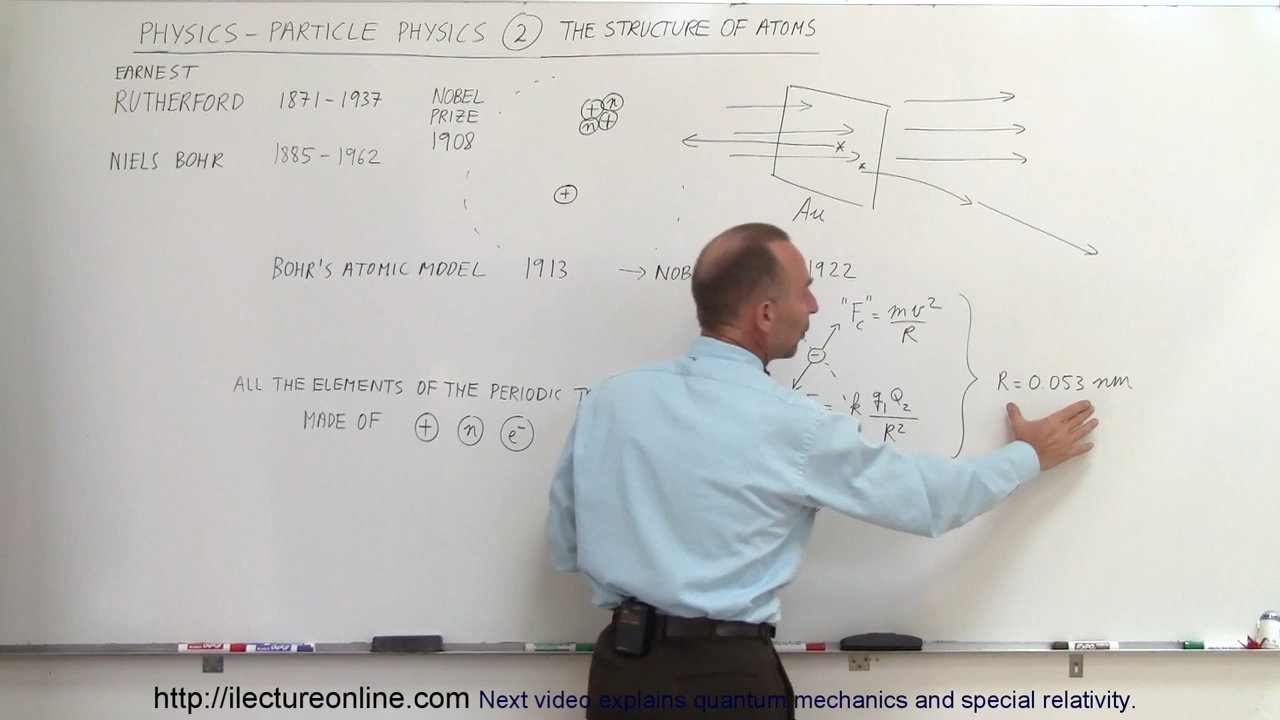 PHYSICS - PARTICLE PHYSICS ② THE STRUCTURE OF ATOMS
EARNEST
RUTHERFORD 1871-1937 NOBEL
PRIZE
1908
NIELS BOHR 1885-1962
+ n
n +
+
Au
BOHR'S ATOMIC MODEL 1913 → NOB 1922
"Fc" = mv²/R
−
R = 0.053 nm
ALL THE ELEMENTS OF THE PERIODIC T
= k q₁Q₂/R²
MADE OF + n e⁻
http://ilectureonline.com Next video explains quantum mechanics and special relativity.